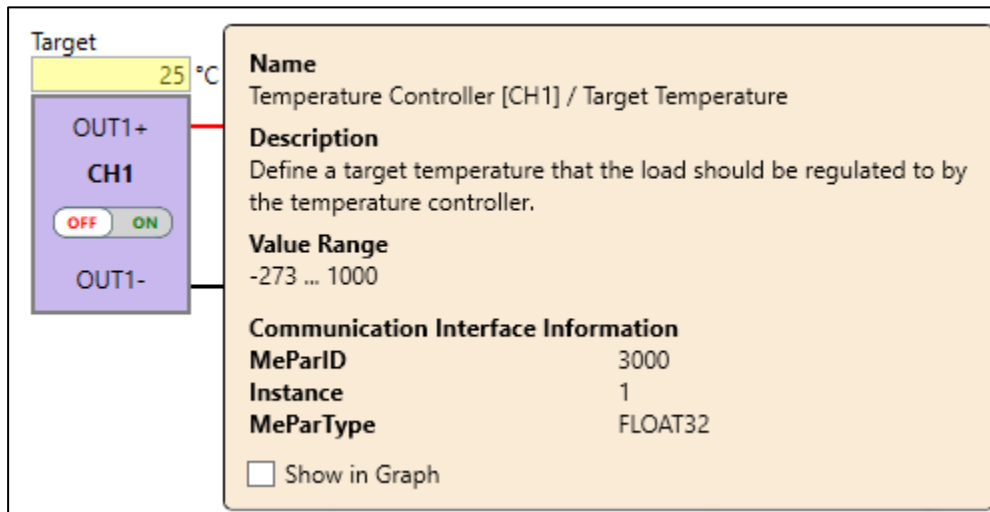 Target
25 °C
OUT1+
CH1
OFF ON
OUT1-
Name
Temperature Controller [CH1] / Target Temperature
Description
Define a target temperature that the load should be regulated to by
the temperature controller.
Value Range
-273 ... 1000
Communication Interface Information
MeParID 3000
Instance 1
MeParType FLOAT32
Show in Graph